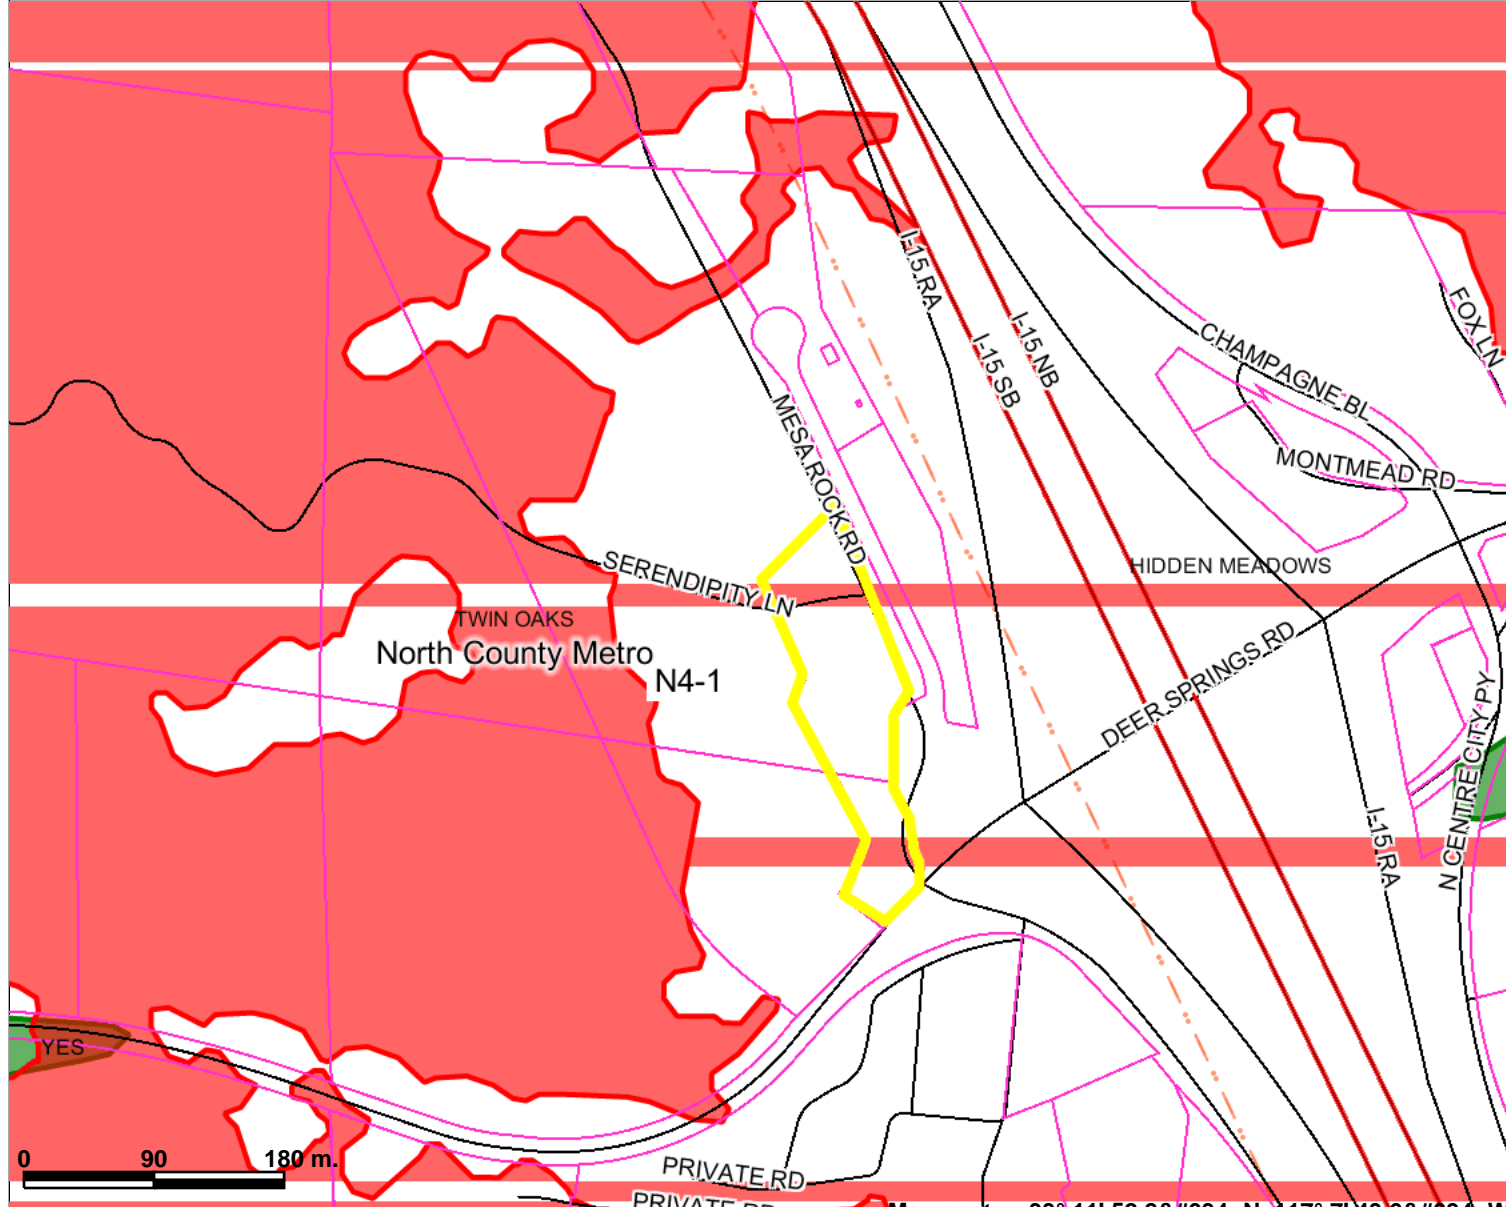 I-15 RA
FOX LN
I-15 NB
I-15 SB
CHAMPAGNE BL
MESA ROCK RD
MONTMEAD RD
HIDDEN MEADOWS
SERENDIPITY LN
TWIN OAKS
North County Metro
N4-1
DEER SPRINGS RD
N CENTRE CITY PY
I-15 RA
YES
0 90 180 m.
PRIVATE RD
PRIVATE RD